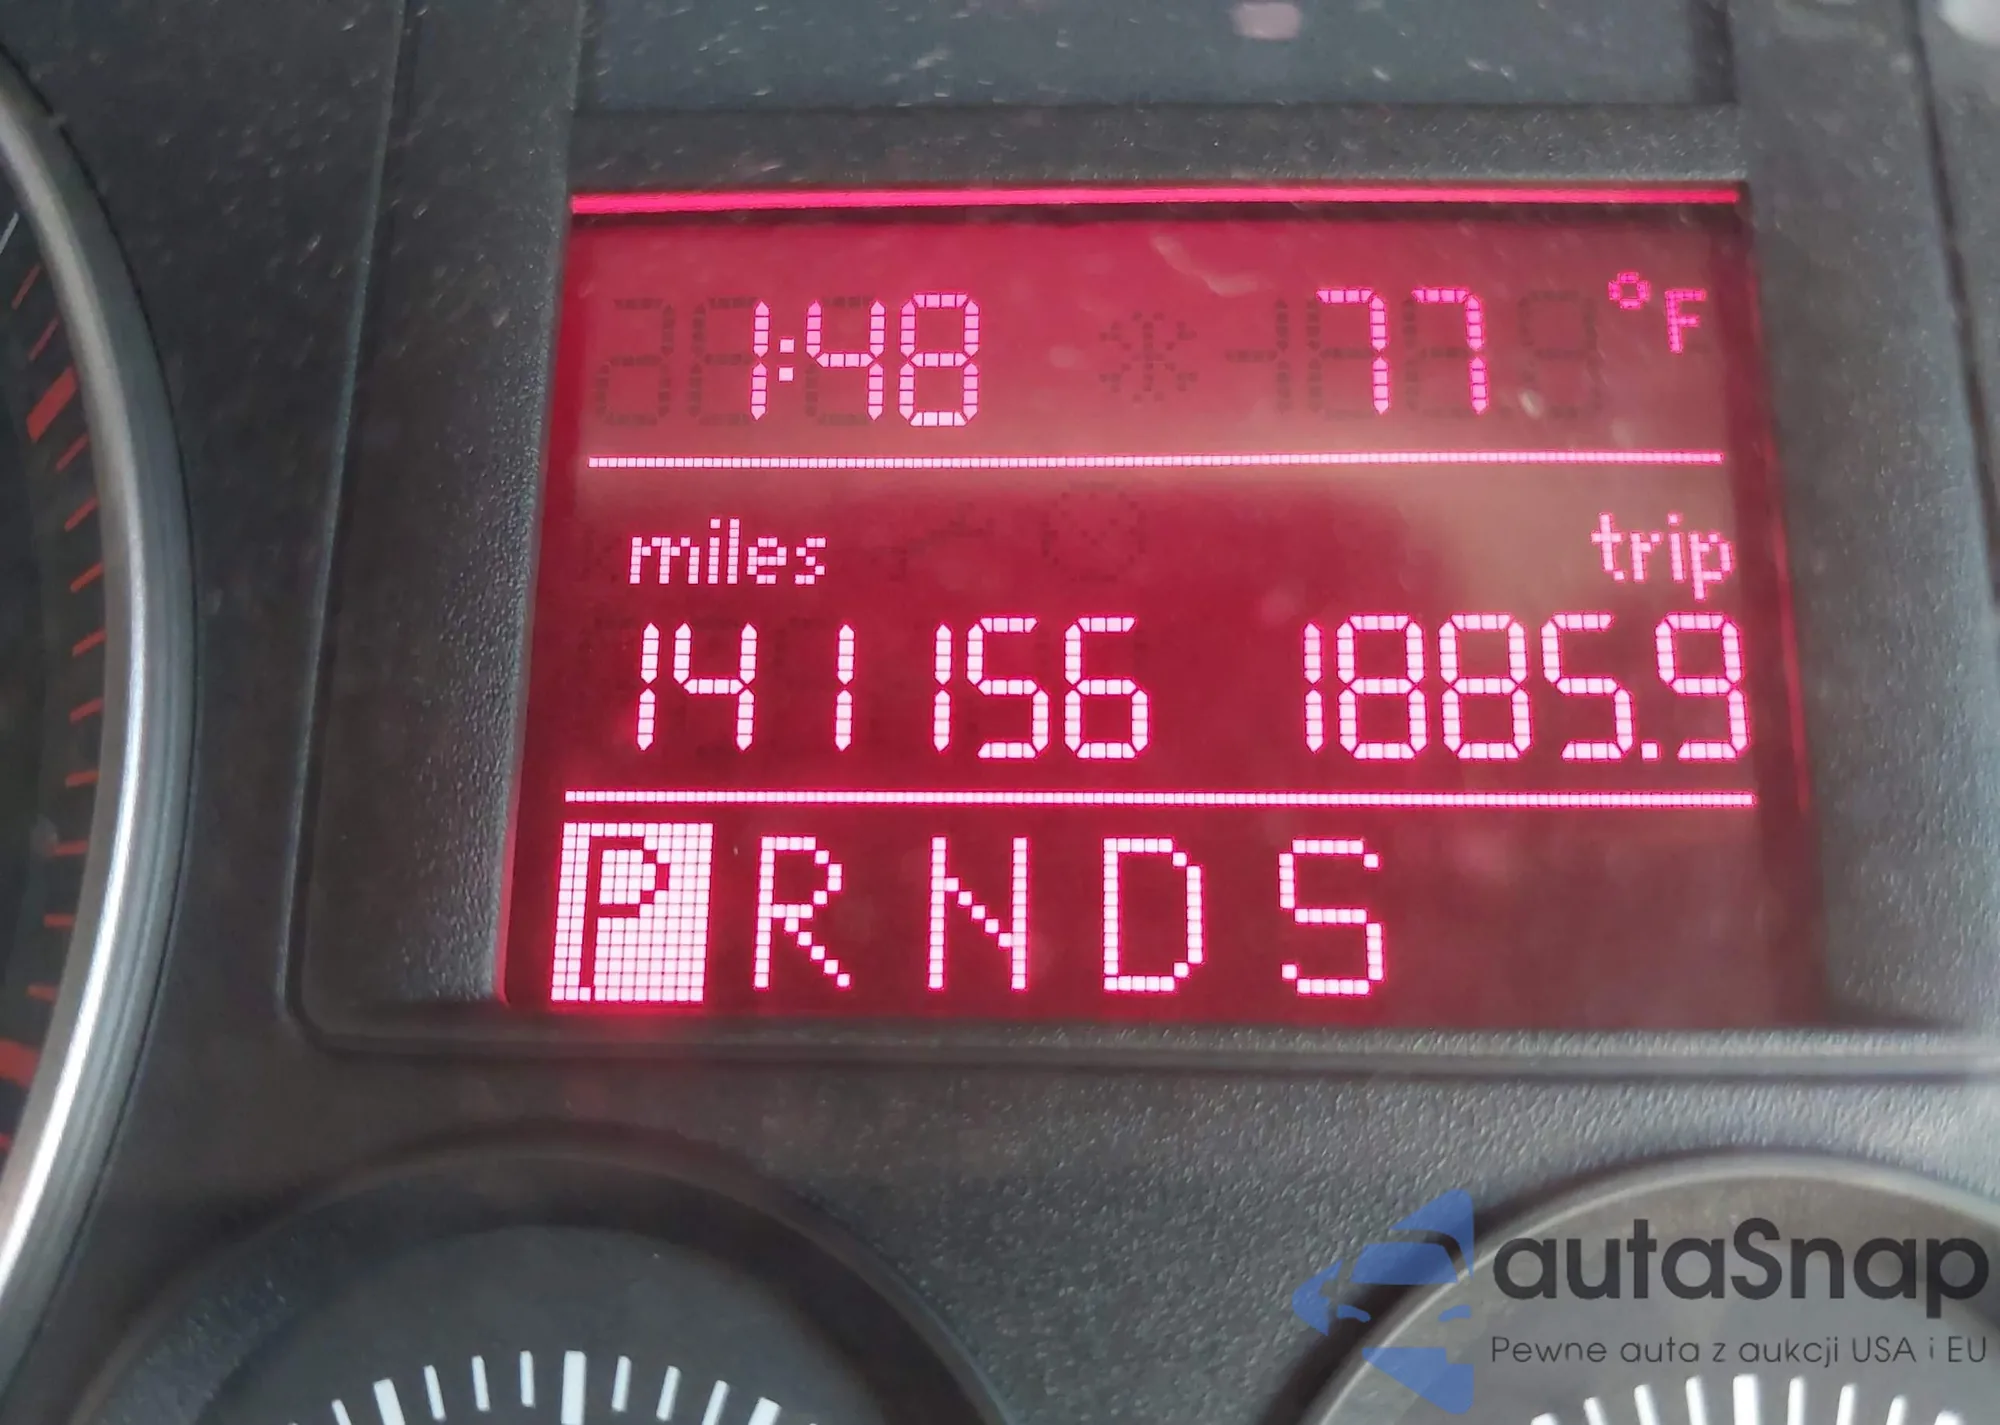 1:48 77 °F
miles trip
141156 1885.9
P R N D S
autaSnap
Pewne auta z aukcji USA i EU